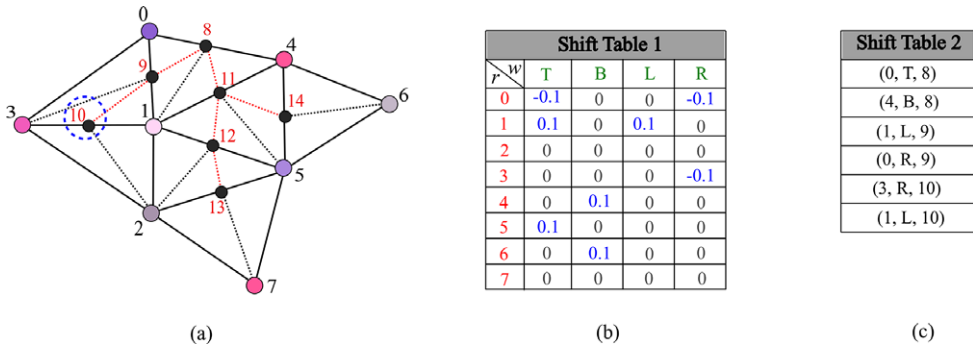 0
8
4
9
11
3
10
1
14
6
12
5
2
13
7
(a)
Shift Table 1
r w T B L R
0 -0.1 0 0 -0.1
1 0.1 0 0.1 0
2 0 0 0 0
3 0 0 0 -0.1
4 0 0.1 0 0
5 0.1 0 0 0
6 0 0.1 0 0
7 0 0 0 0
(b)
Shift Table 2
(0, T, 8)
(4, B, 8)
(1, L, 9)
(0, R, 9)
(3, R, 10)
(1, L, 10)
(c)